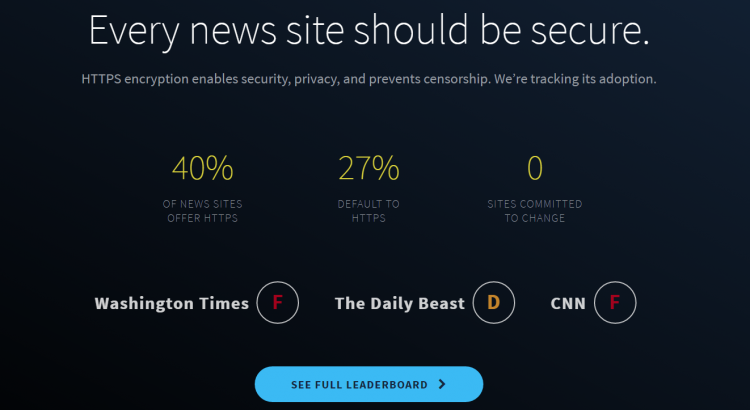 Every news site should be secure.
HTTPS encryption enables security, privacy, and prevents censorship. We’re tracking its adoption.
40% 27% 0
OF NEWS SITES DEFAULT TO SITES COMMITTED
OFFER HTTPS HTTPS TO CHANGE
Washington Times F The Daily Beast D CNN F
SEE FULL LEADERBOARD